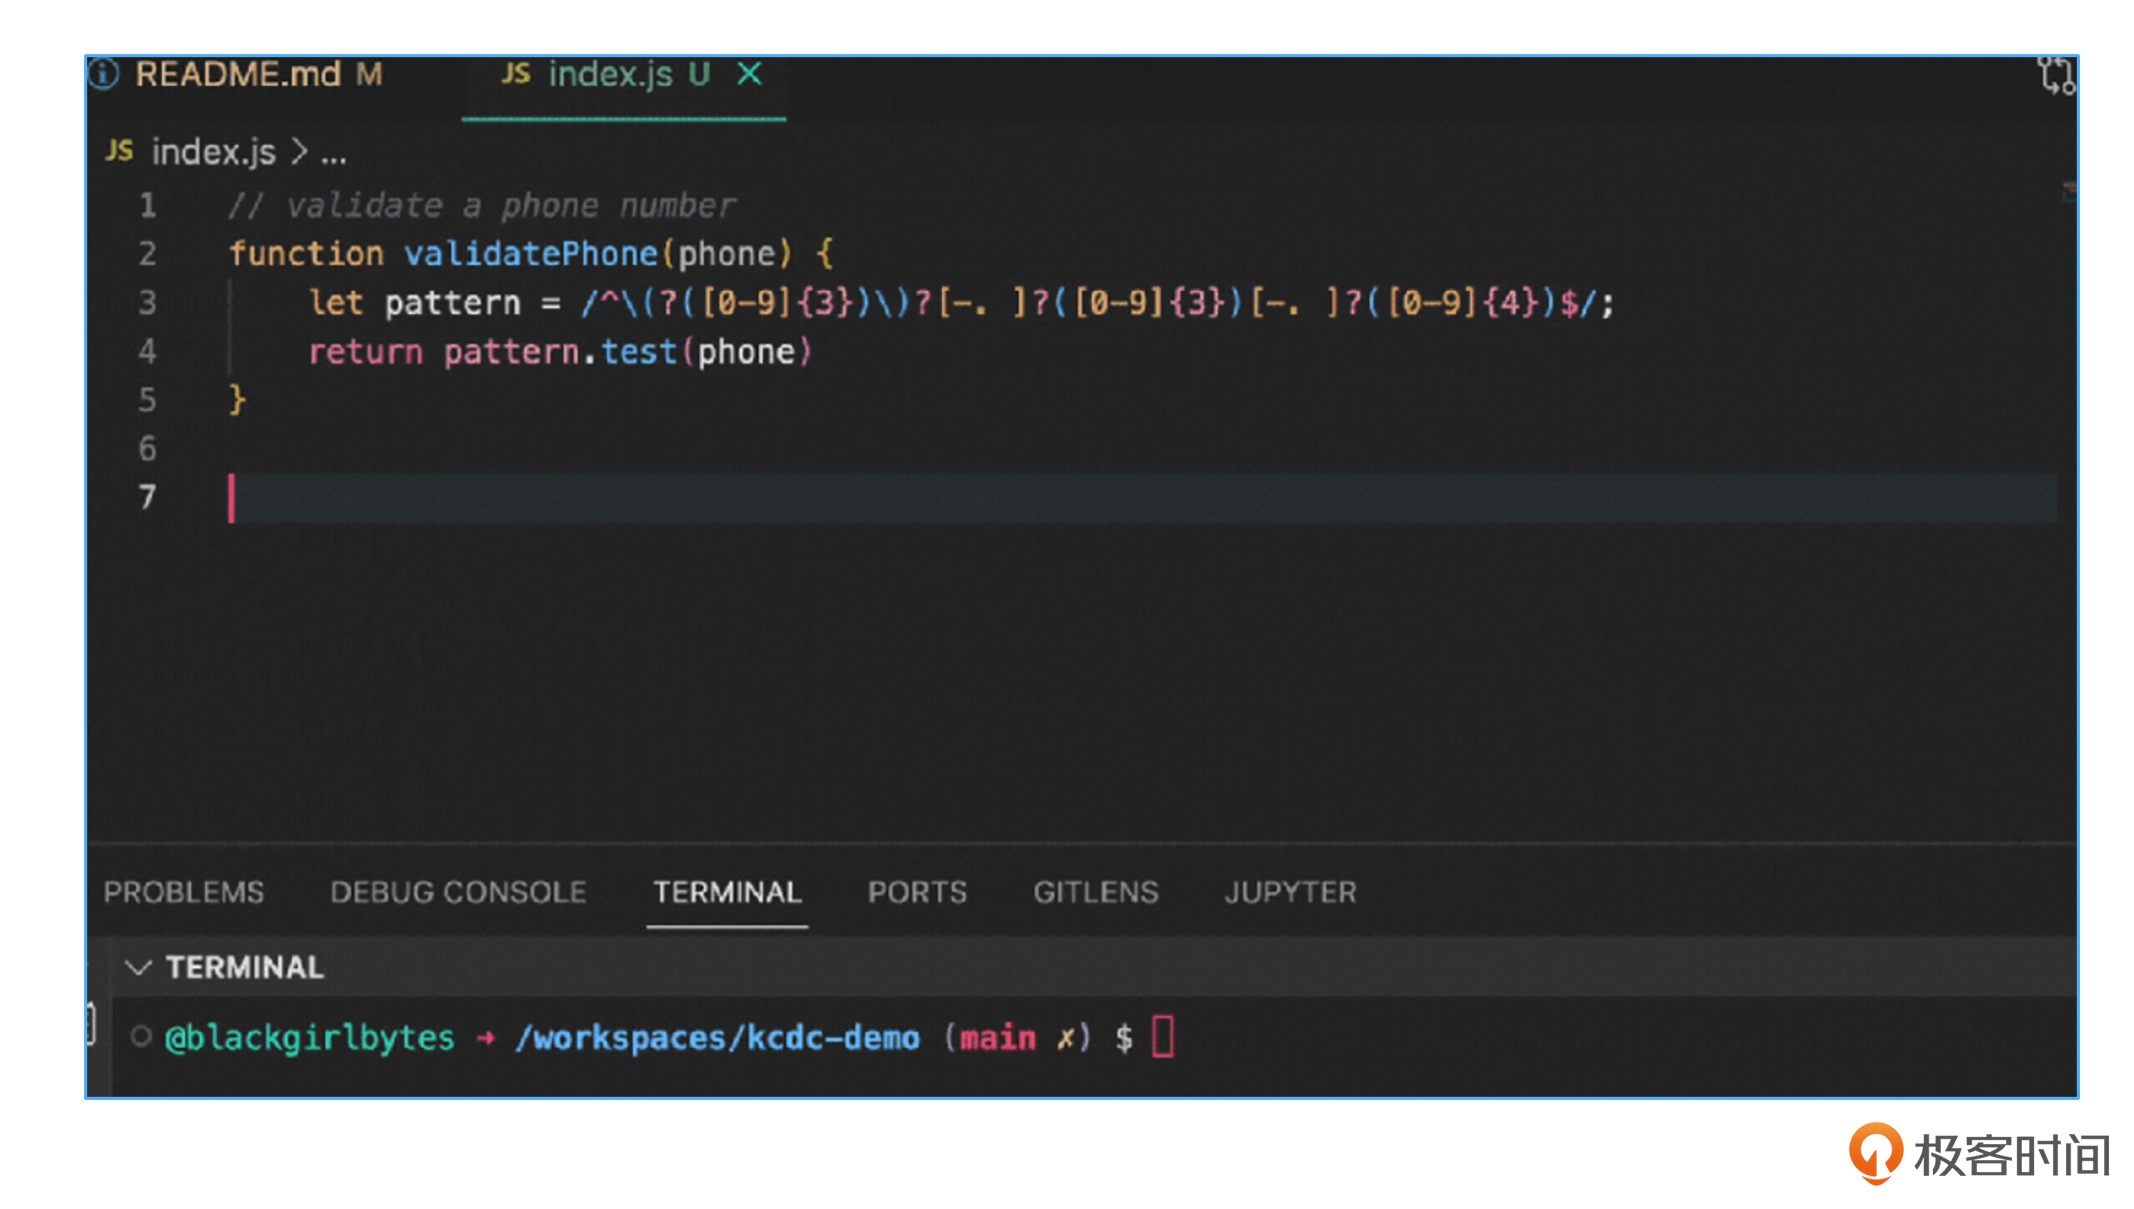 README.md M JS index.js U ×
JS index.js > ...
1 // validate a phone number
2 function validatePhone(phone) {
3 let pattern = /^\(?([0-9]{3})\)?[-. ]?([0-9]{3})[-. ]?([0-9]{4})$/;
4 return pattern.test(phone)
5 }
6
7
PROBLEMS DEBUG CONSOLE TERMINAL PORTS GITLENS JUPYTER
TERMINAL
@blackgirlbytes → /workspaces/kcdc-demo (main ✗) $
极客时间